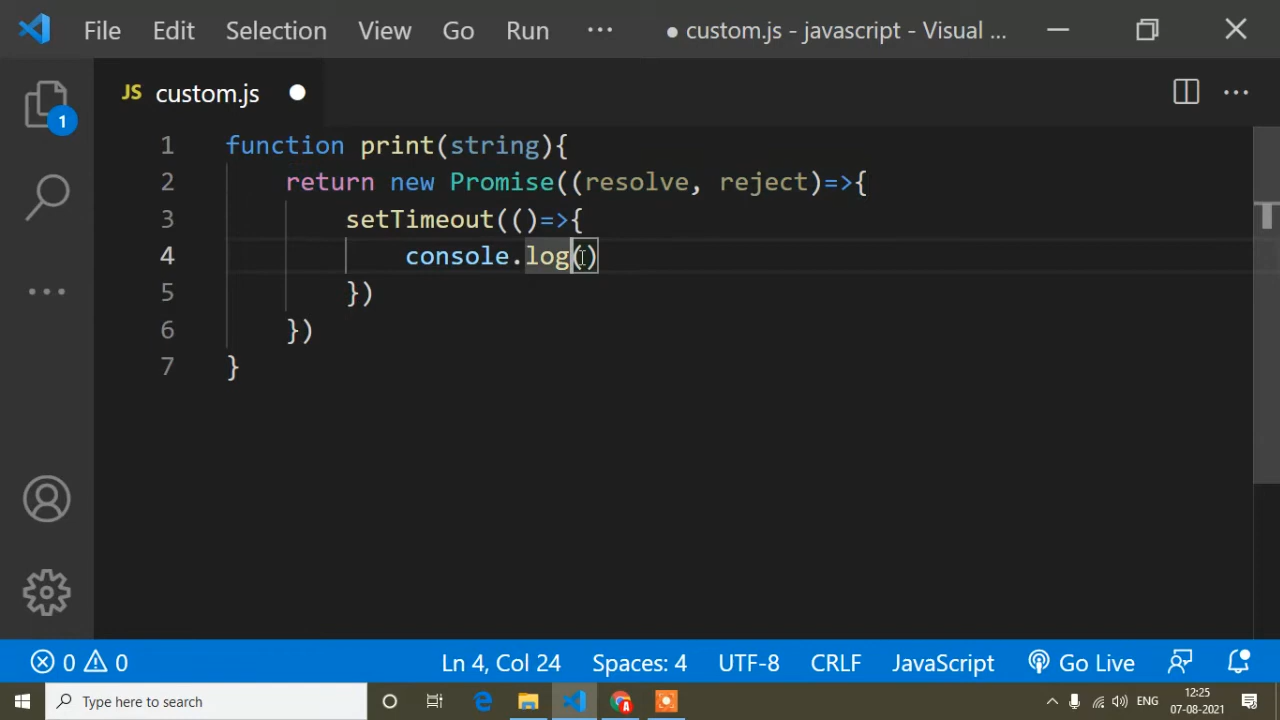 File Edit Selection View Go Run ··· ● custom.js - javascript - Visual ...
JS custom.js ● ···
1 function print(string){
2 return new Promise((resolve, reject)=>{
3 setTimeout(()=>{
4 console.log()
5 })
6 })
7 }
1
0 0 Ln 4, Col 24 Spaces: 4 UTF-8 CRLF JavaScript Go Live
Type here to search ENG 12:25
07-08-2021